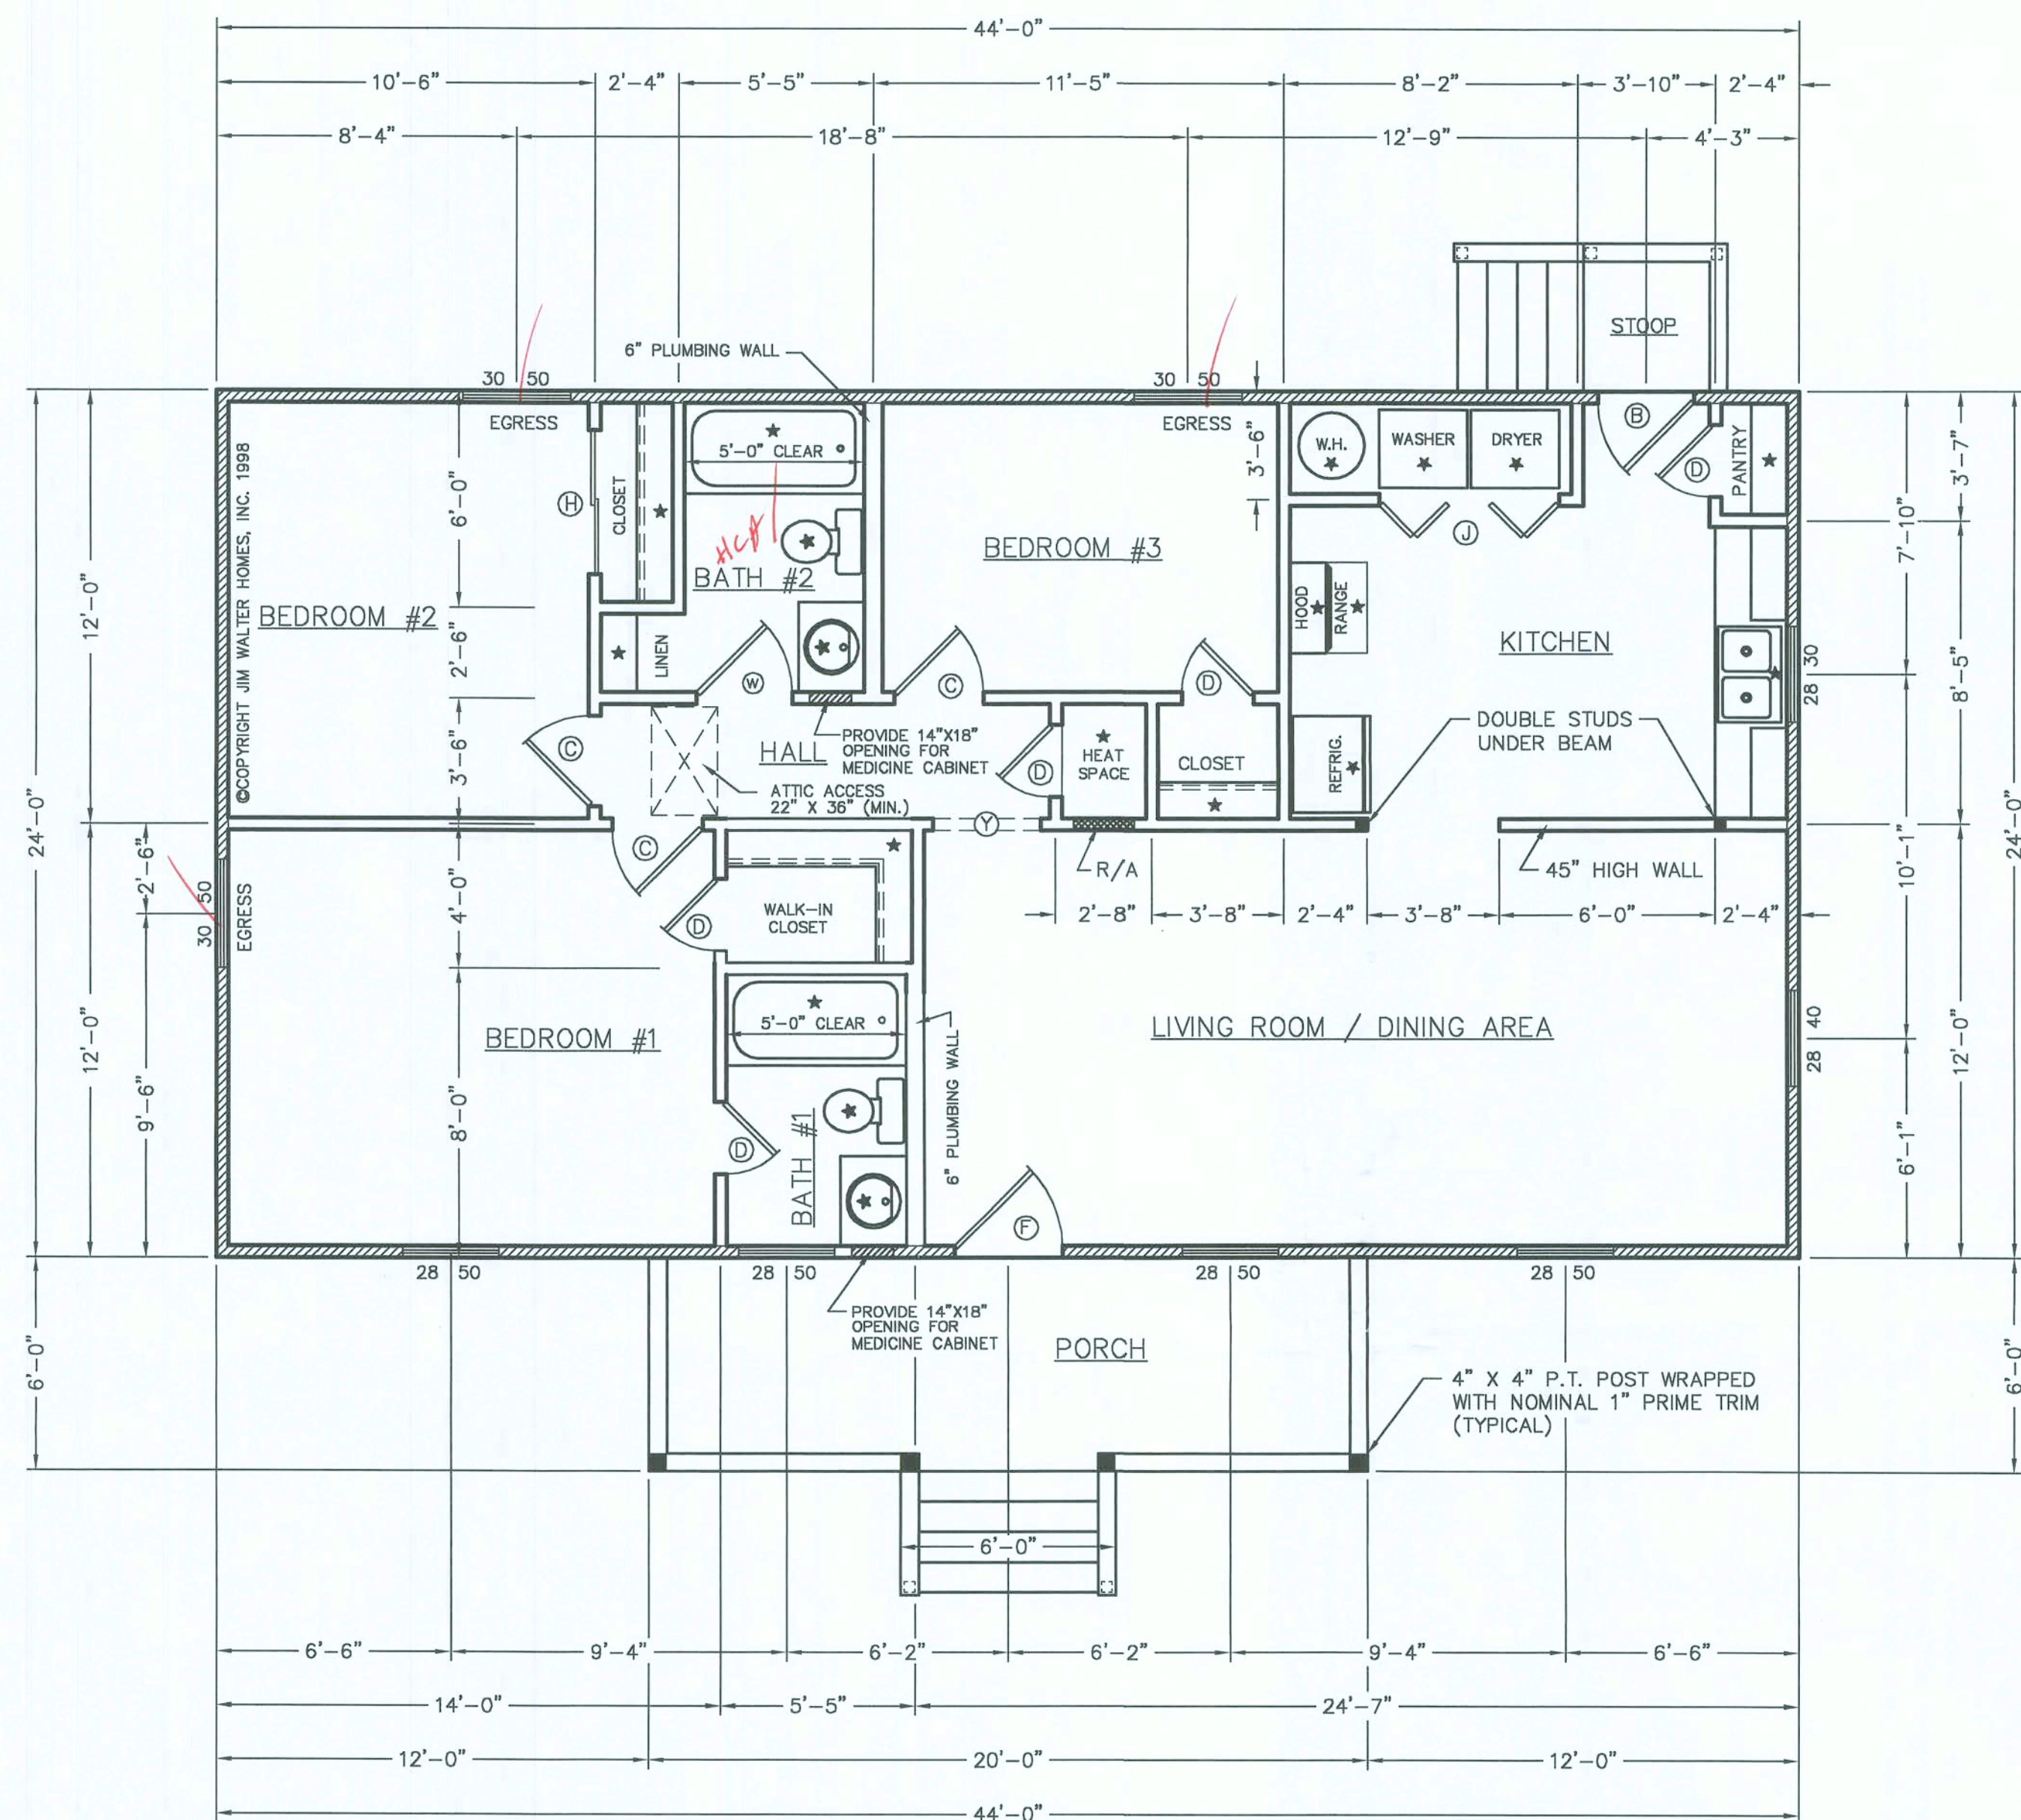 44'-0"
10'-6" 2'-4" 5'-5" 11'-5" 8'-2" 3'-10" 2'-4"
8'-4" 18'-8" 12'-9" 4'-3"
STOOP
6" PLUMBING WALL
30 50
30 50
EGRESS
EGRESS
B
3'-6"
W.H.
WASHER
DRYER
D
PANTRY
5'-0" CLEAR
©COPYRIGHT JIM WALTER HOMES, INC. 1998
6'-0"
H
CLOSET
J
BEDROOM #3
BATH #2
BEDROOM #2
HOOD
RANGE
KITCHEN
2'-6"
LINEN
W
C
D
30
28
12'-0"
24'-0"
3'-6"
C
HALL
PROVIDE 14"X18"
OPENING FOR
MEDICINE CABINET
ATTIC ACCESS
22" X 36" (MIN.)
D
HEAT
SPACE
CLOSET
REFRIG.
DOUBLE STUDS
UNDER BEAM
7'-10"
3'-7"
8'-5"
24'-0"
Y
C
R/A
45" HIGH WALL
10'-1"
2'-6"
50
30
EGRESS
4'-0"
D
WALK-IN
CLOSET
2'-8" 3'-8" 2'-4" 3'-8" 6'-0" 2'-4"
5'-0" CLEAR
BEDROOM #1
LIVING ROOM / DINING AREA
40
28
12'-0"
12'-0"
9'-6"
8'-0"
D
BATH #1
6" PLUMBING WALL
F
6'-1"
28 50
28 50
28 50
28 50
PROVIDE 14"X18"
OPENING FOR
MEDICINE CABINET
PORCH
6'-0"
6'-0"
4" X 4" P.T. POST WRAPPED
WITH NOMINAL 1" PRIME TRIM
(TYPICAL)
6'-0"
6'-6" 9'-4" 6'-2" 6'-2" 9'-4" 6'-6"
14'-0" 5'-5" 24'-7"
12'-0" 20'-0" 12'-0"
44'-0"